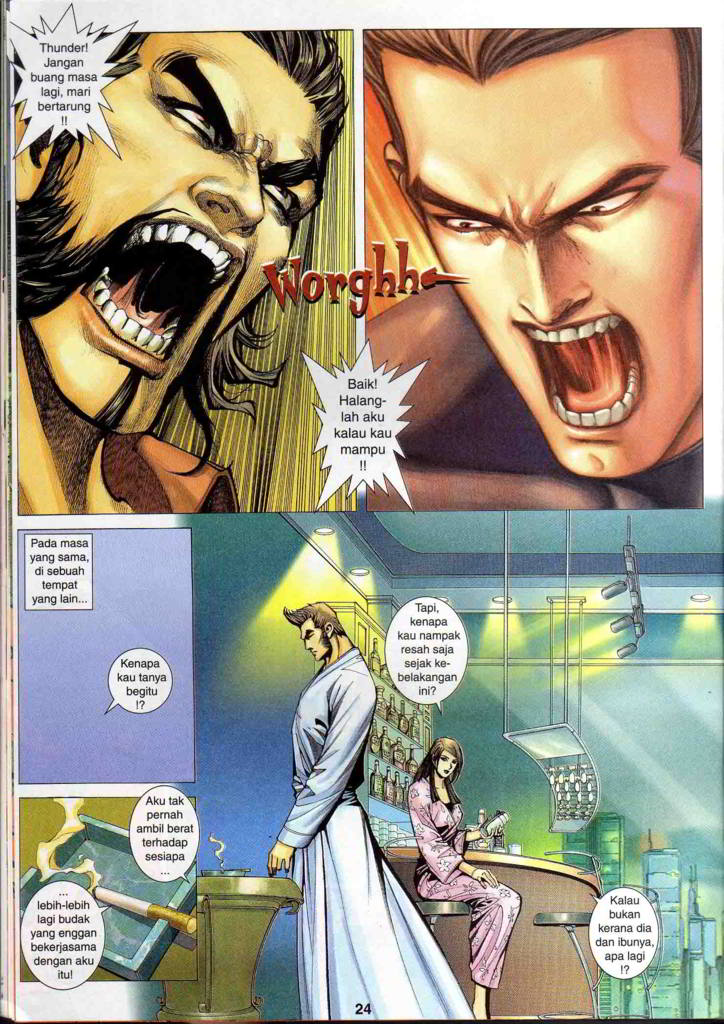 Thunder!
Jangan
buang masa
lagi, mari
bertarung
!!
Worghh
Baik!
Halang-
lah aku
kalau kau
mampu
!!
Pada masa
yang sama,
di sebuah
tempat
yang lain...
Kenapa
kau tanya
begitu
!?
Tapi,
kenapa
kau nampak
resah saja
sejak ke-
belakangan
ini?
Aku tak
pernah
ambil berat
terhadap
sesiapa
...
...
lebih-lebih
lagi budak
yang enggan
bekerjasama
dengan aku
itu!
Kalau
bukan
kerana dia
dan ibunya,
apa lagi
!?
24